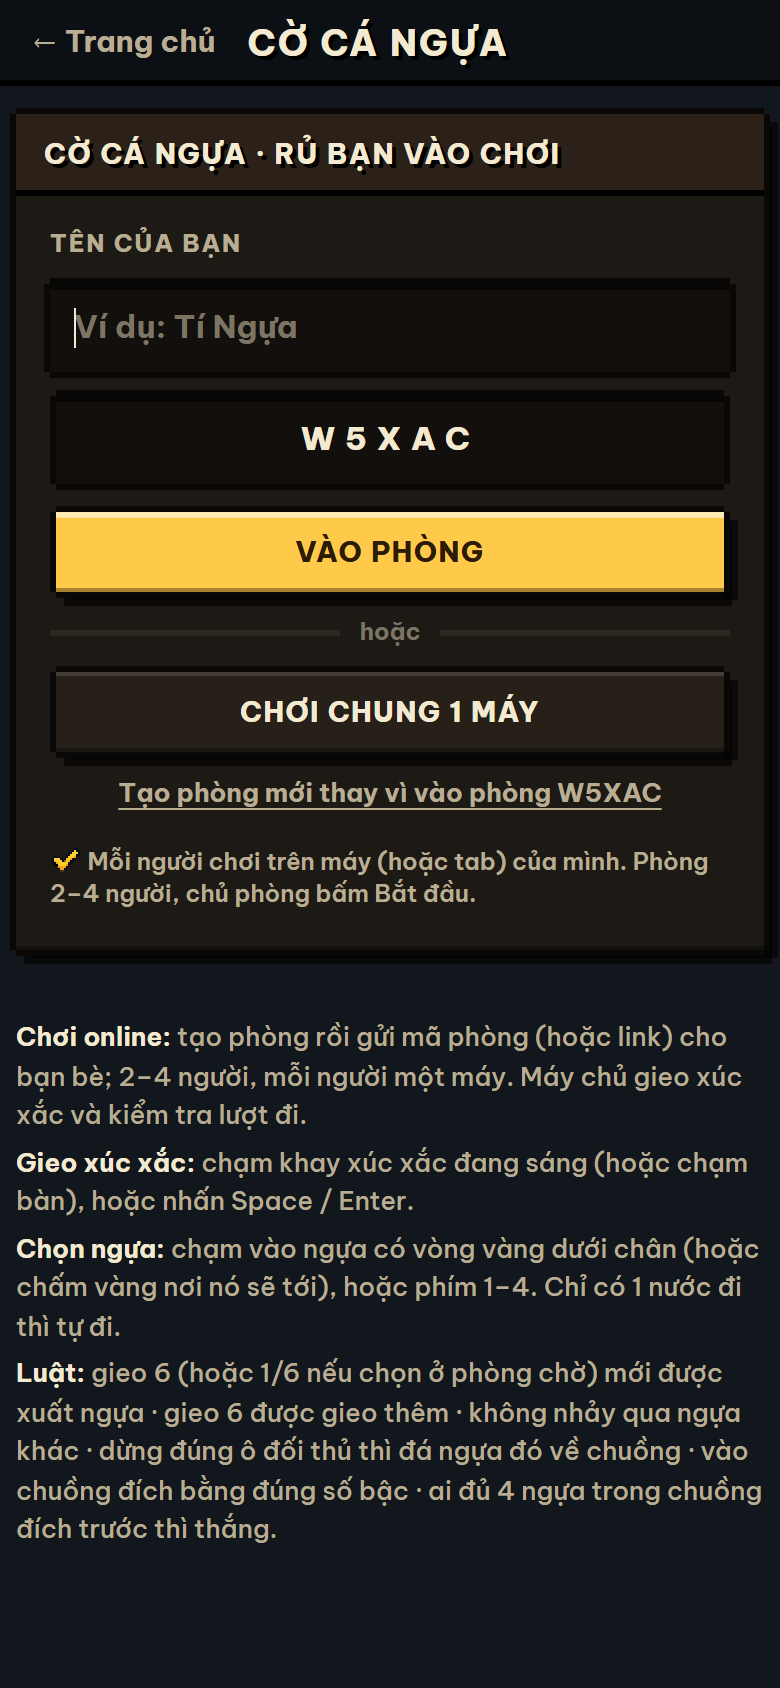 ← Trang chủ CỜ CÁ NGỰA
CỜ CÁ NGỰA · RỦ BẠN VÀO CHƠI
TÊN CỦA BẠN
Ví dụ: Tí Ngựa
W5XAC
VÀO PHÒNG
hoặc
CHƠI CHUNG 1 MÁY
Tạo phòng mới thay vì vào phòng W5XAC
Mỗi người chơi trên máy (hoặc tab) của mình. Phòng
2–4 người, chủ phòng bấm Bắt đầu.
Chơi online: tạo phòng rồi gửi mã phòng (hoặc link) cho
bạn bè; 2–4 người, mỗi người một máy. Máy chủ gieo xúc
xắc và kiểm tra lượt đi.
Gieo xúc xắc: chạm khay xúc xắc đang sáng (hoặc chạm
bàn), hoặc nhấn Space / Enter.
Chọn ngựa: chạm vào ngựa có vòng vàng dưới chân (hoặc
chấm vàng nơi nó sẽ tới), hoặc phím 1–4. Chỉ có 1 nước đi
thì tự đi.
Luật: gieo 6 (hoặc 1/6 nếu chọn ở phòng chờ) mới được
xuất ngựa · gieo 6 được gieo thêm · không nhảy qua ngựa
khác · dừng đúng ô đối thủ thì đá ngựa đó về chuồng · vào
chuồng đích bằng đúng số bậc · ai đủ 4 ngựa trong chuồng
đích trước thì thắng.